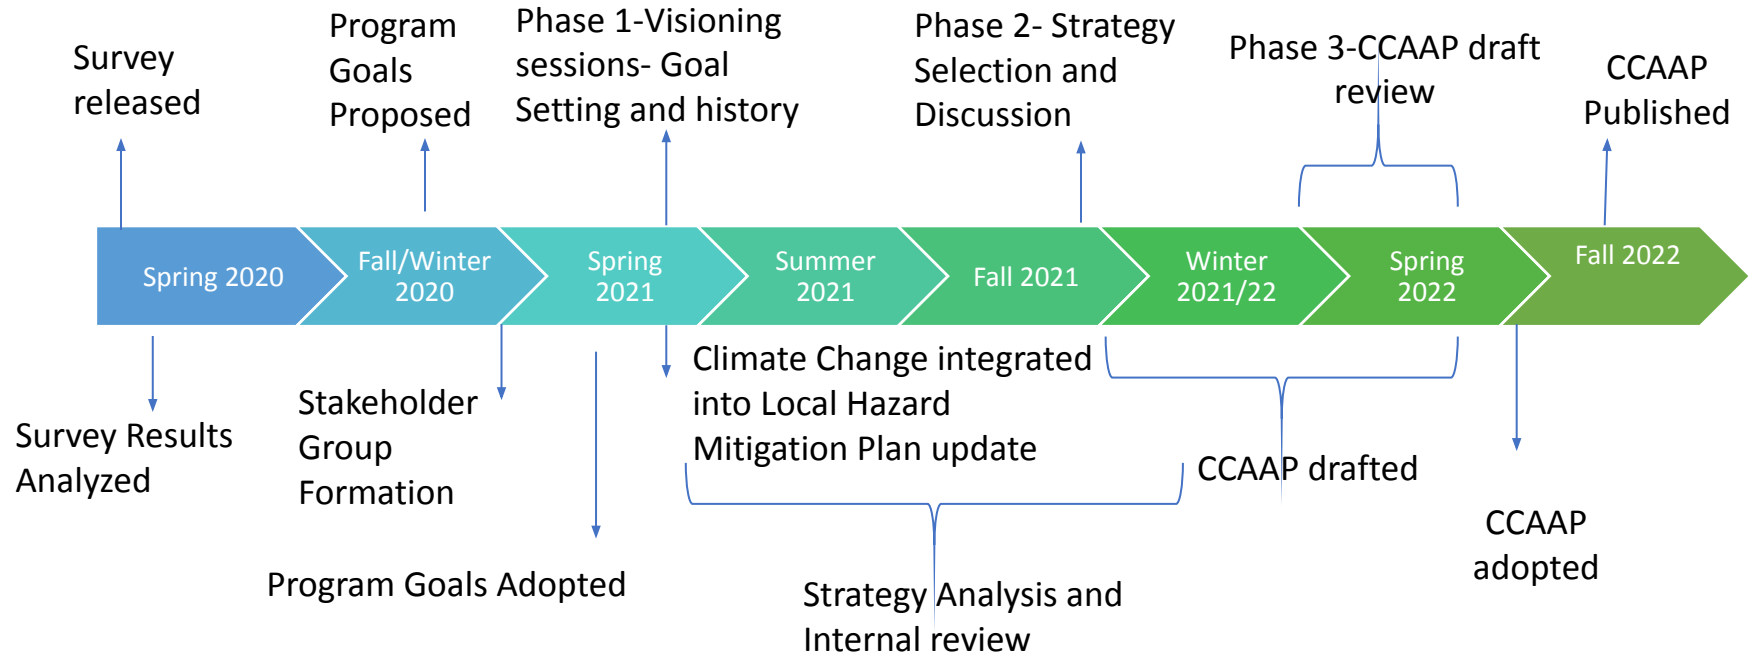 Survey
released
Program
Goals
Proposed
Phase 1-Visioning
sessions- Goal
Setting and history
Phase 2- Strategy
Selection and
Discussion
Phase 3-CCAAP draft
review
CCAAP
Published
Spring 2020
Fall/Winter
2020
Spring
2021
Summer
2021
Fall 2021
Winter
2021/22
Spring
2022
Fall 2022
Survey Results
Analyzed
Stakeholder
Group
Formation
Program Goals Adopted
Climate Change integrated
into Local Hazard
Mitigation Plan update
Strategy Analysis and
Internal review
CCAAP drafted
CCAAP
adopted